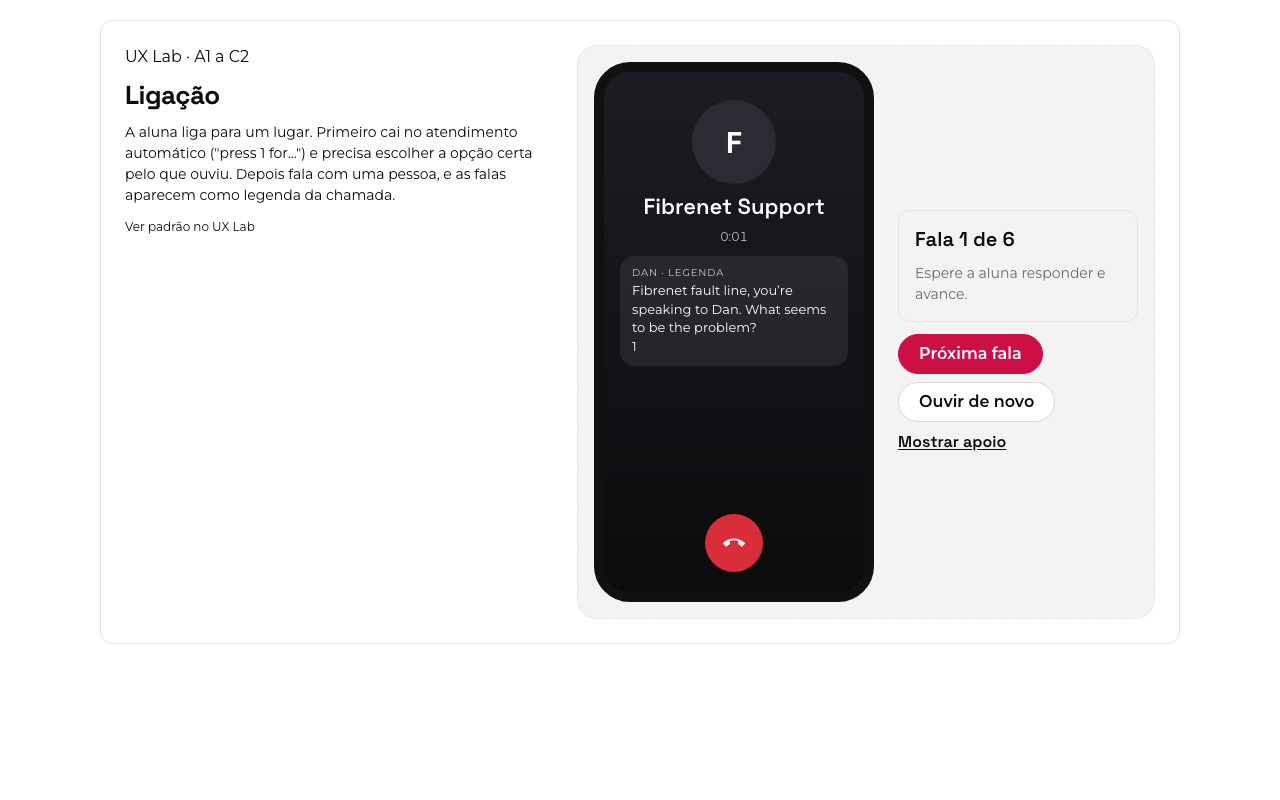 UX Lab · A1 a C2
Ligação
A aluna liga para um lugar. Primeiro cai no atendimento
automático ("press 1 for...") e precisa escolher a opção certa
pelo que ouviu. Depois fala com uma pessoa, e as falas
aparecem como legenda da chamada.
Ver padrão no UX Lab
F
Fibrenet Support
0:01
DAN · LEGENDA
Fibrenet fault line, you’re
speaking to Dan. What seems
to be the problem?
1
Fala 1 de 6
Espere a aluna responder e
avance.
Próxima fala
Ouvir de novo
Mostrar apoio